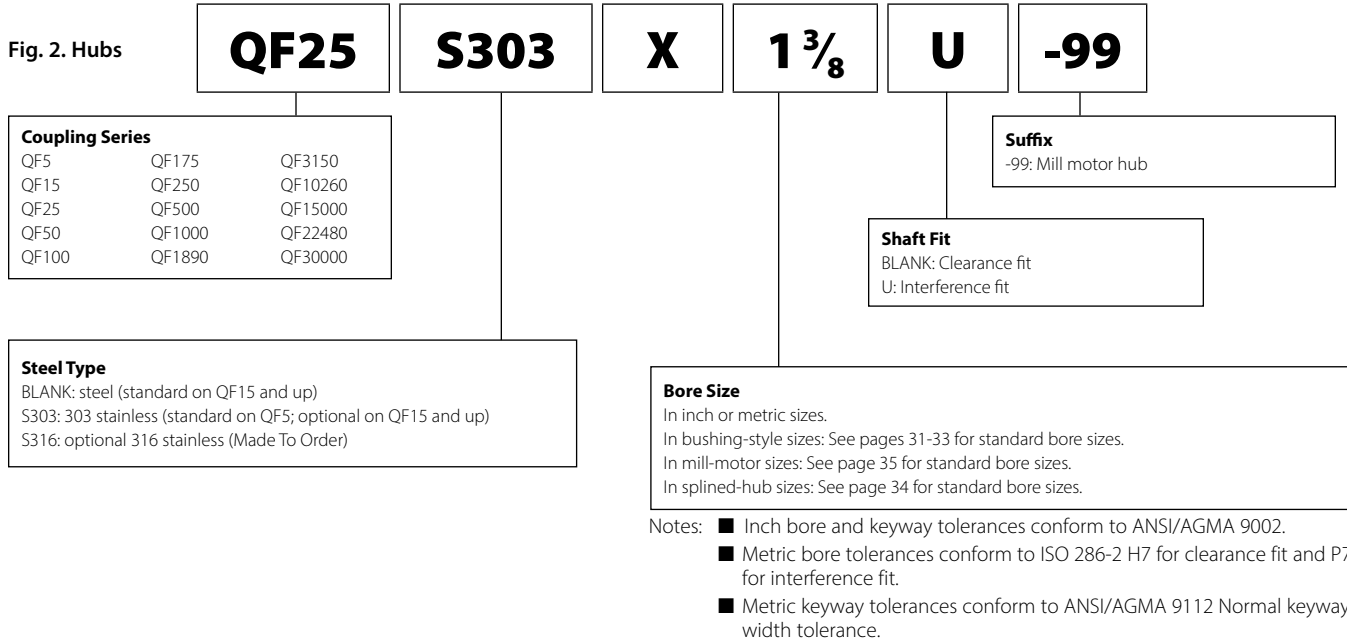 Fig. 2. Hubs
QF25 S303 X 1 3/8 U -99
Coupling Series
QF5 QF175 QF3150
QF15 QF250 QF10260
QF25 QF500 QF15000
QF50 QF1000 QF22480
QF100 QF1890 QF30000
Suffix
-99: Mill motor hub
Shaft Fit
BLANK: Clearance fit
U: Interference fit
Steel Type
BLANK: steel (standard on QF15 and up)
S303: 303 stainless (standard on QF5; optional on QF15 and up)
S316: optional 316 stainless (Made To Order)
Bore Size
In inch or metric sizes.
In bushing-style sizes: See pages 31-33 for standard bore sizes.
In mill-motor sizes: See page 35 for standard bore sizes.
In splined-hub sizes: See page 34 for standard bore sizes.
Notes: ■ Inch bore and keyway tolerances conform to ANSI/AGMA 9002.
■ Metric bore tolerances conform to ISO 286-2 H7 for clearance fit and P7
for interference fit.
■ Metric keyway tolerances conform to ANSI/AGMA 9112 Normal keyway
width tolerance.